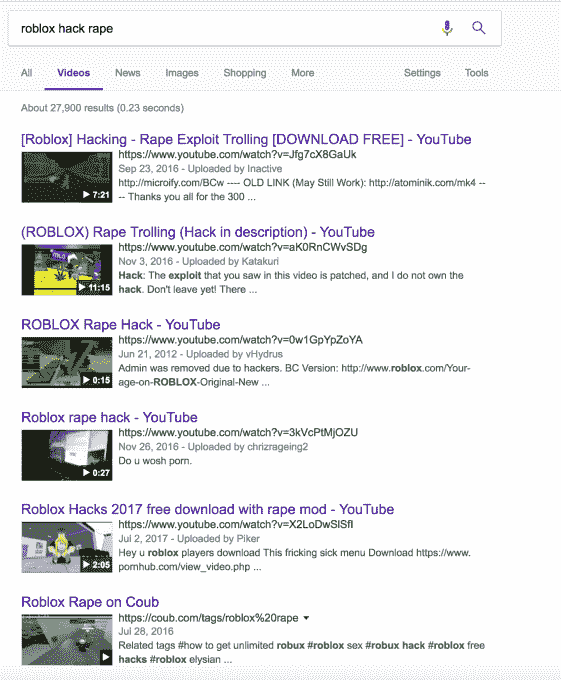 roblox hack rape
All Videos News Images Shopping More Settings Tools
About 27,900 results (0.23 seconds)
[Roblox] Hacking - Rape Exploit Trolling [DOWNLOAD FREE] - YouTube
https://www.youtube.com/watch?v=Jfg7cX8GaUk
Sep 23, 2016 - Uploaded by Inactive
http://microify.com/BCw ---- OLD LINK (May Still Work): http://atominik.com/mk4 --
-- Thanks you all for the 300 ...
7:21
(ROBLOX) Rape Trolling (Hack in description) - YouTube
https://www.youtube.com/watch?v=aK0RnCWvSDg
Nov 3, 2016 - Uploaded by Katakuri
Hack: The exploit that you saw in this video is patched, and I do not own the
hack. Don't leave yet! There ...
11:15
ROBLOX Rape Hack - YouTube
https://www.youtube.com/watch?v=0w1GpYpZoYA
Jun 21, 2012 - Uploaded by vHydrus
Admin was removed due to hackers. BC Version: http://www.roblox.com/Your-
age-on-ROBLOX-Original-New ...
0:15
Roblox rape hack - YouTube
https://www.youtube.com/watch?v=3kVcPtMjOZU
Nov 26, 2016 - Uploaded by chrizrageing2
Do u wosh porn.
0:27
Roblox Hacks 2017 free download with rape mod - YouTube
https://www.youtube.com/watch?v=X2LoDwSlSfI
Jul 2, 2017 - Uploaded by Piker
Hey u roblox players download This fricking sick menu Download https://www.
pornhub.com/view_video.php ...
2:05
Roblox Rape on Coub
https://coub.com/tags/roblox%20rape
Jul 28, 2016
Related tags #how to get unlimited robux #roblox sex #robux hack #roblox free
hacks #roblox elysian ...